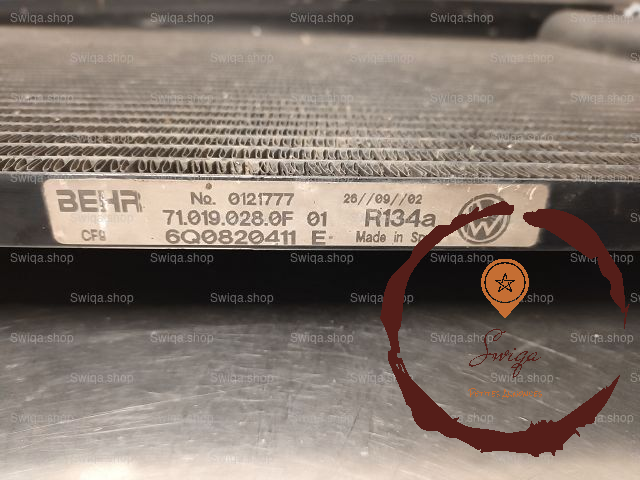 BEHR
No. 0121777
26//09//02
71.019.028.0F 01
R134a
CF8
6Q0820411 E
Made in
Swiqa
Swiqa.shop